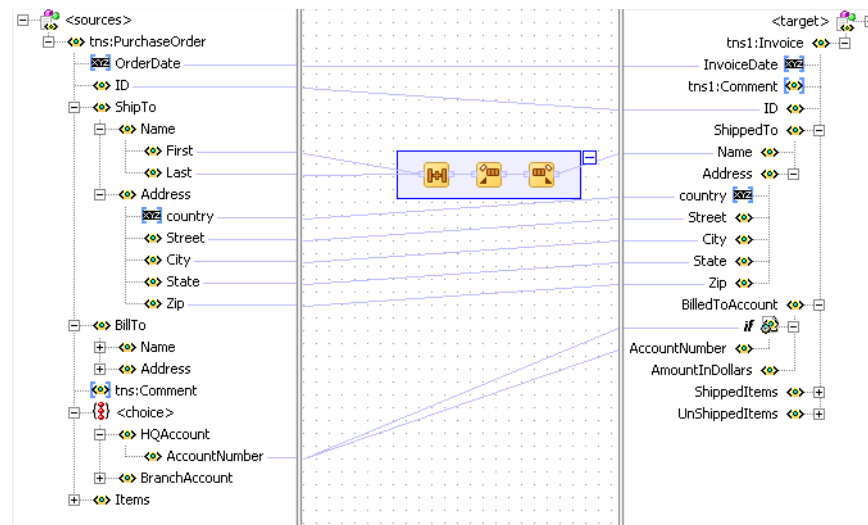 <sources>
tns:PurchaseOrder
OrderDate
ID
ShipTo
Name
First
Last
Address
country
Street
City
State
Zip
BillTo
Name
Address
tns:Comment
<choice>
HQAccount
AccountNumber
BranchAccount
Items
<target>
tns1:Invoice
InvoiceDate
tns1:Comment
ID
ShippedTo
Name
Address
country
Street
City
State
Zip
BilledToAccount
if
AccountNumber
AmountInDollars
ShippedItems
UnShippedItems